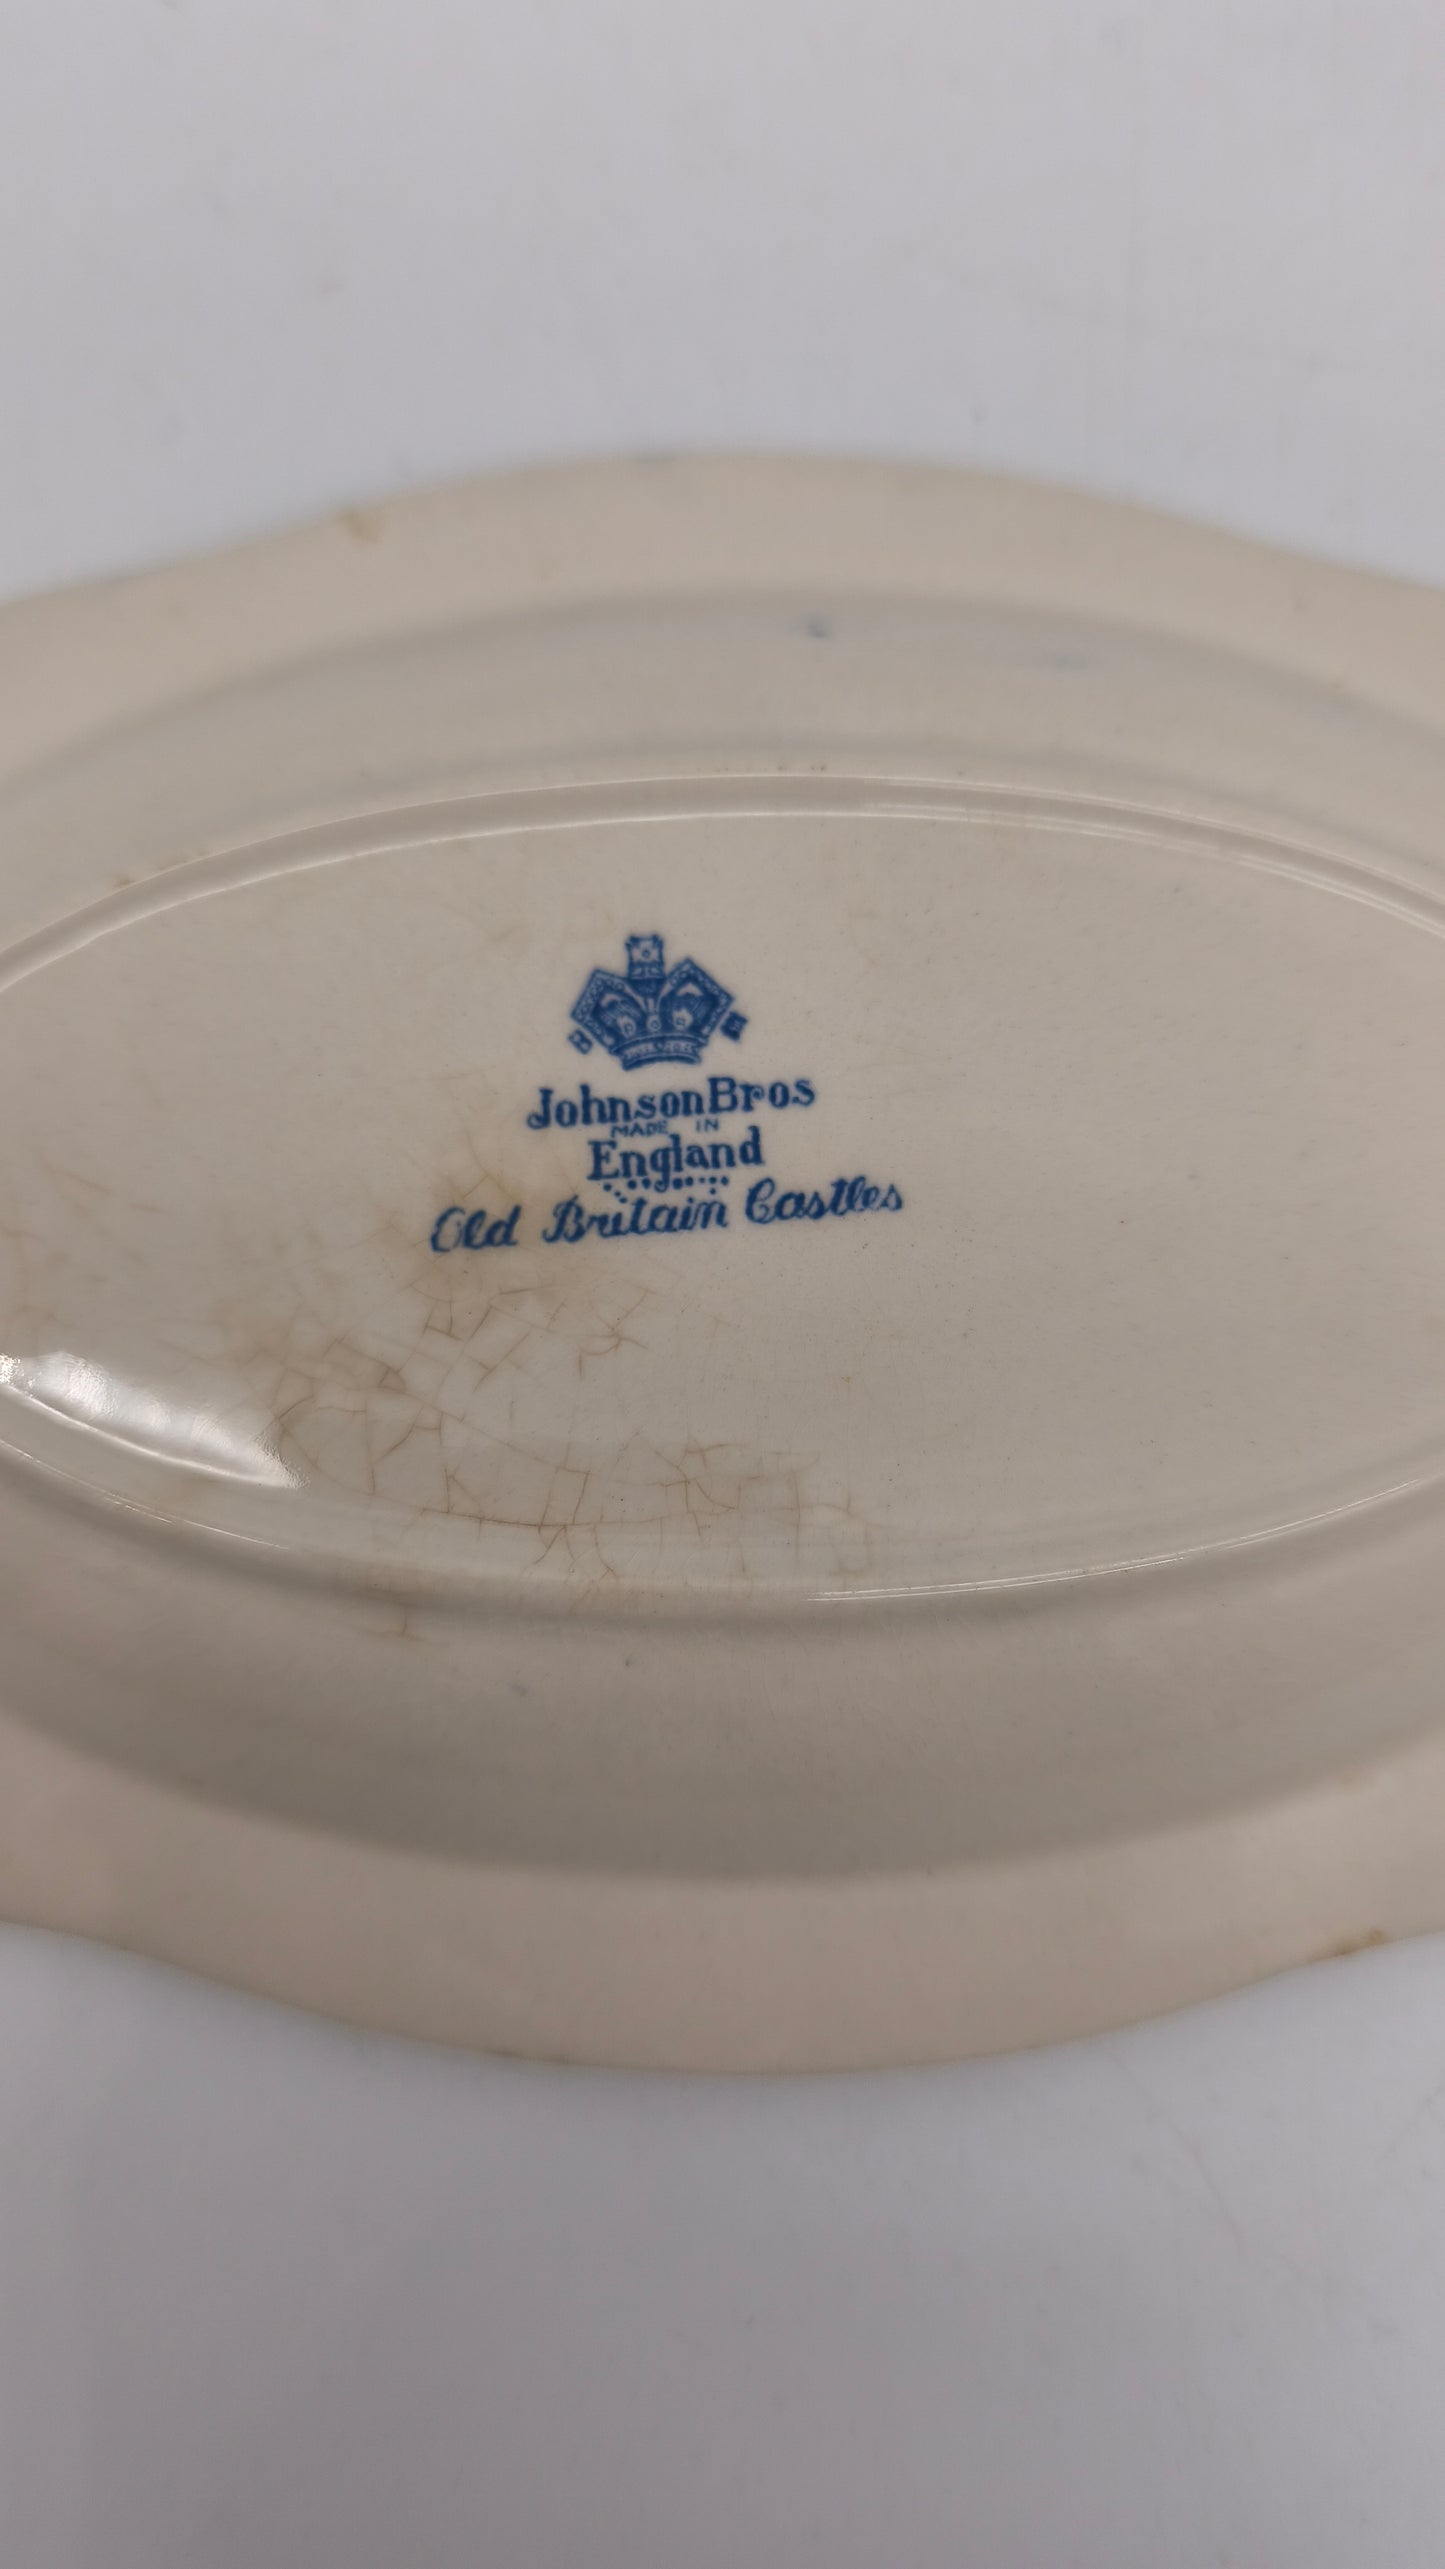 Johnson Bros
MADE IN
England
Old Britain Castles